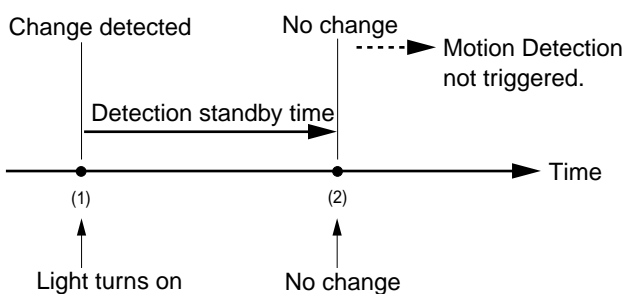 Change detected
No change
Motion Detection
not triggered.
Detection standby time
Time
(1)
(2)
Light turns on
No change